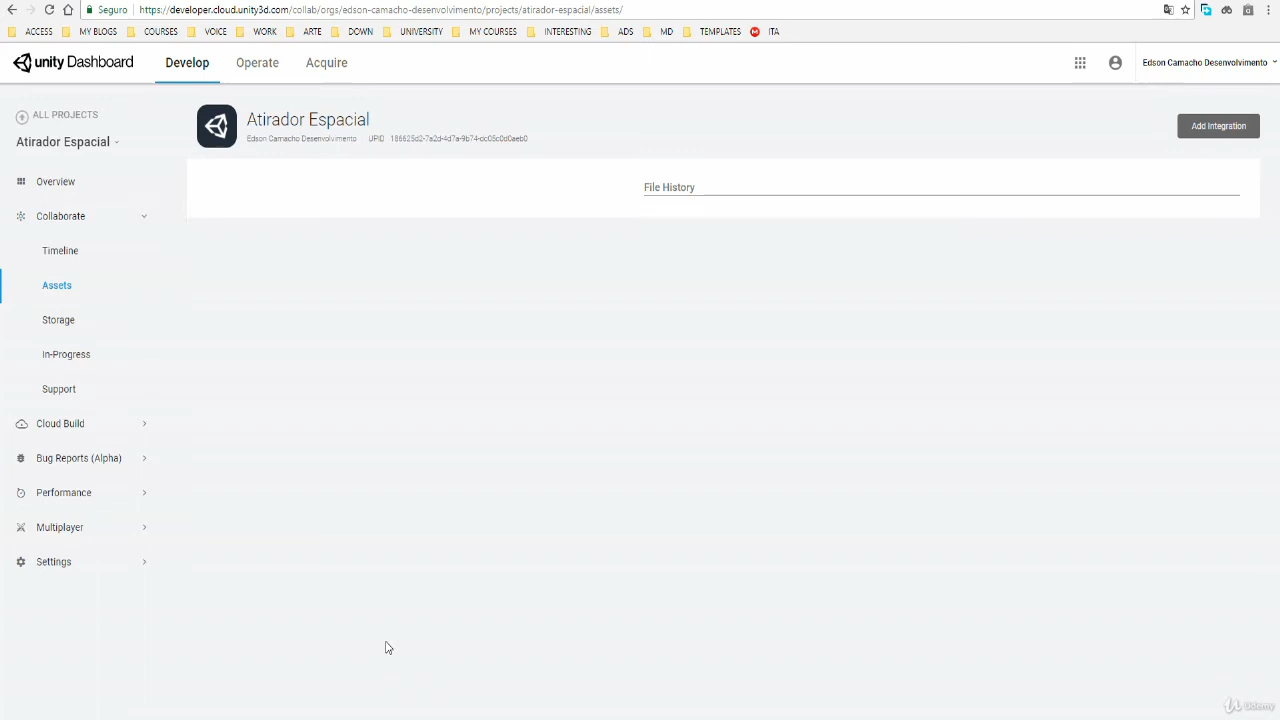 Seguro https://developer.cloud.unity3d.com/collab/orgs/edson-camacho-desenvolvimento/projects/atirador-espacial/assets/
ACCESS MY BLOGS COURSES VOICE WORK ARTE DOWN UNIVERSITY MY COURSES INTERESTING ADS MD TEMPLATES M ITA
unity Dashboard Develop Operate Acquire Edson Camacho Desenvolvimento
ALL PROJECTS
Atirador Espacial
Overview
Collaborate
Timeline
Assets
Storage
In-Progress
Support
Cloud Build
Bug Reports (Alpha)
Performance
Multiplayer
Settings
Atirador Espacial
Edson Camacho Desenvolvimento UPID 186625d2-7a2d-4d7a-9b74-dc05c0d0aeb0
Add Integration
File History
Udemy